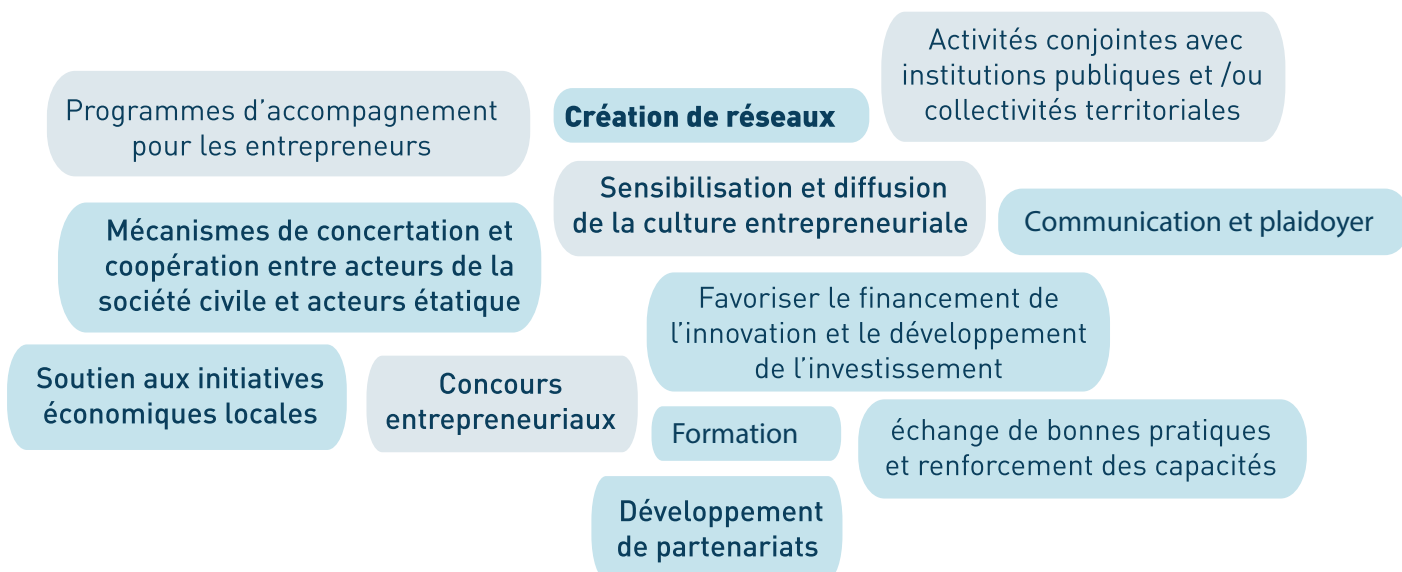 Activités conjointes avec
institutions publiques et /ou
collectivités territoriales
Programmes d'accompagnement
pour les entrepreneurs
Création de réseaux
Sensibilisation et diffusion
de la culture entrepreneuriale
Communication et plaidoyer
Mécanismes de concertation et
coopération entre acteurs de la
société civile et acteurs étatique
Favoriser le financement de
l'innovation et le développement
de l'investissement
Soutien aux initiatives
économiques locales
Concours
entrepreneuriaux
Formation
échange de bonnes pratiques
et renforcement des capacités
Développement
de partenariats